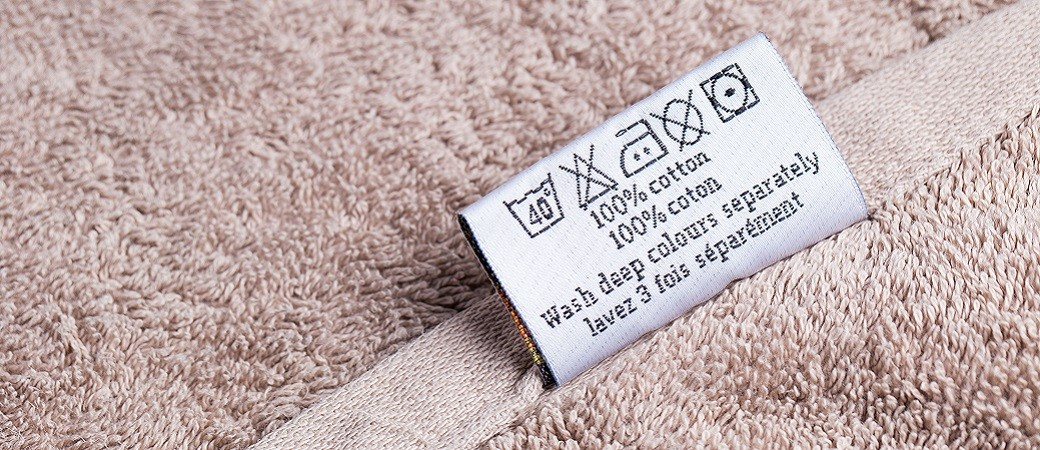 40°
100% cotton
100% coton
Wash deep colours separately
lavez 3 fois séparément